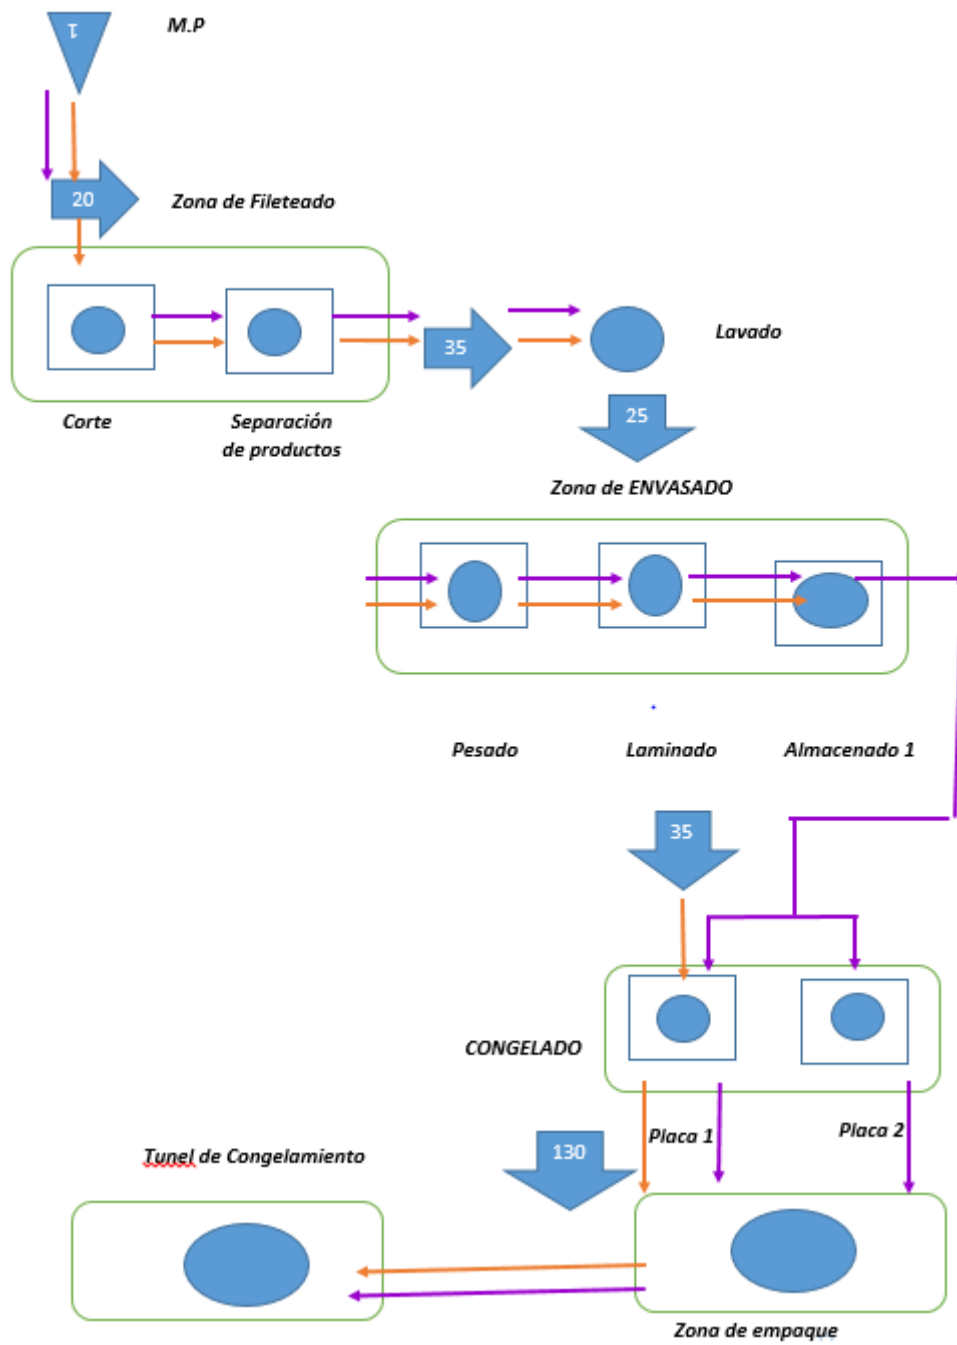 1
M.P
20
Zona de Fileteado
35
Lavado
Corte
Separación
de productos
25
Zona de ENVASADO
Pesado
Laminado
Almacenado 1
35
CONGELADO
Placa 1
Placa 2
130
Tunel de Congelamiento
Zona de empaque